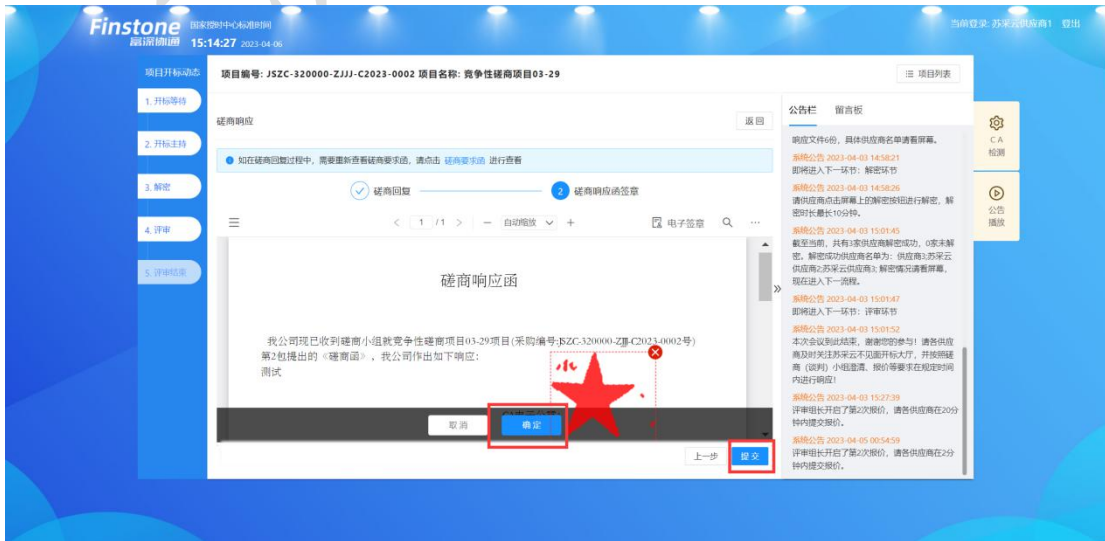 Finstone
富深协通
国家授时中心标准时间
15:14:27 2023-04-06
当前登录: 苏采云供应商1 登出
项目开标动态
1. 开标等待
2. 开标主持
3. 解密
4. 评审
5. 评审结束
项目编号: JSZC-320000-ZJJJ-C2023-0002 项目名称: 竞争性磋商项目03-29
项目列表
磋商响应
返回
如在磋商回复过程中，需要重新查看磋商要求函，请点击 磋商要求函 进行查看
磋商回复
2 磋商响应函签章
1 /1
自动缩放
电子签章
磋商响应函
我公司现已收到磋商小组就竞争性磋商项目03-29项目(采购编号:JSZC-320000-ZJJJ-C2023-0002号)
第2包提出的《磋商函》，我公司作出如下响应:
测试
取消
确定
上一步
提交
公告栏 留言板
响应文件6份，具体供应商名单请看屏幕。
系统公告 2023-04-03 14:58:21
即将进入下一环节：解密环节
系统公告 2023-04-03 14:58:26
请供应商点击屏幕上的解密按钮进行解密，解
密时长最长10分钟。
系统公告 2023-04-03 15:01:45
截至当前，共有3家供应商解密成功，0家未解
密。解密成功供应商名单为：供应商3;苏采云
供应商2;苏采云供应商3; 解密情况请看屏幕，
现在进入下一流程。
系统公告 2023-04-03 15:01:47
即将进入下一环节：评审环节
系统公告 2023-04-03 15:01:52
本次会议到此结束，谢谢您的参与！请各供应
商及时关注苏采云不见面开标大厅，并按照磋
商（谈判）小组澄清、报价等要求在规定时间
内进行响应！
系统公告 2023-04-03 15:27:39
评审组长开启了第2次报价，请各供应商在20分
钟内提交报价。
系统公告 2023-04-05 00:54:59
评审组长开启了第2次报价，请各供应商在2分
钟内提交报价。
CA
检测
公告
播放